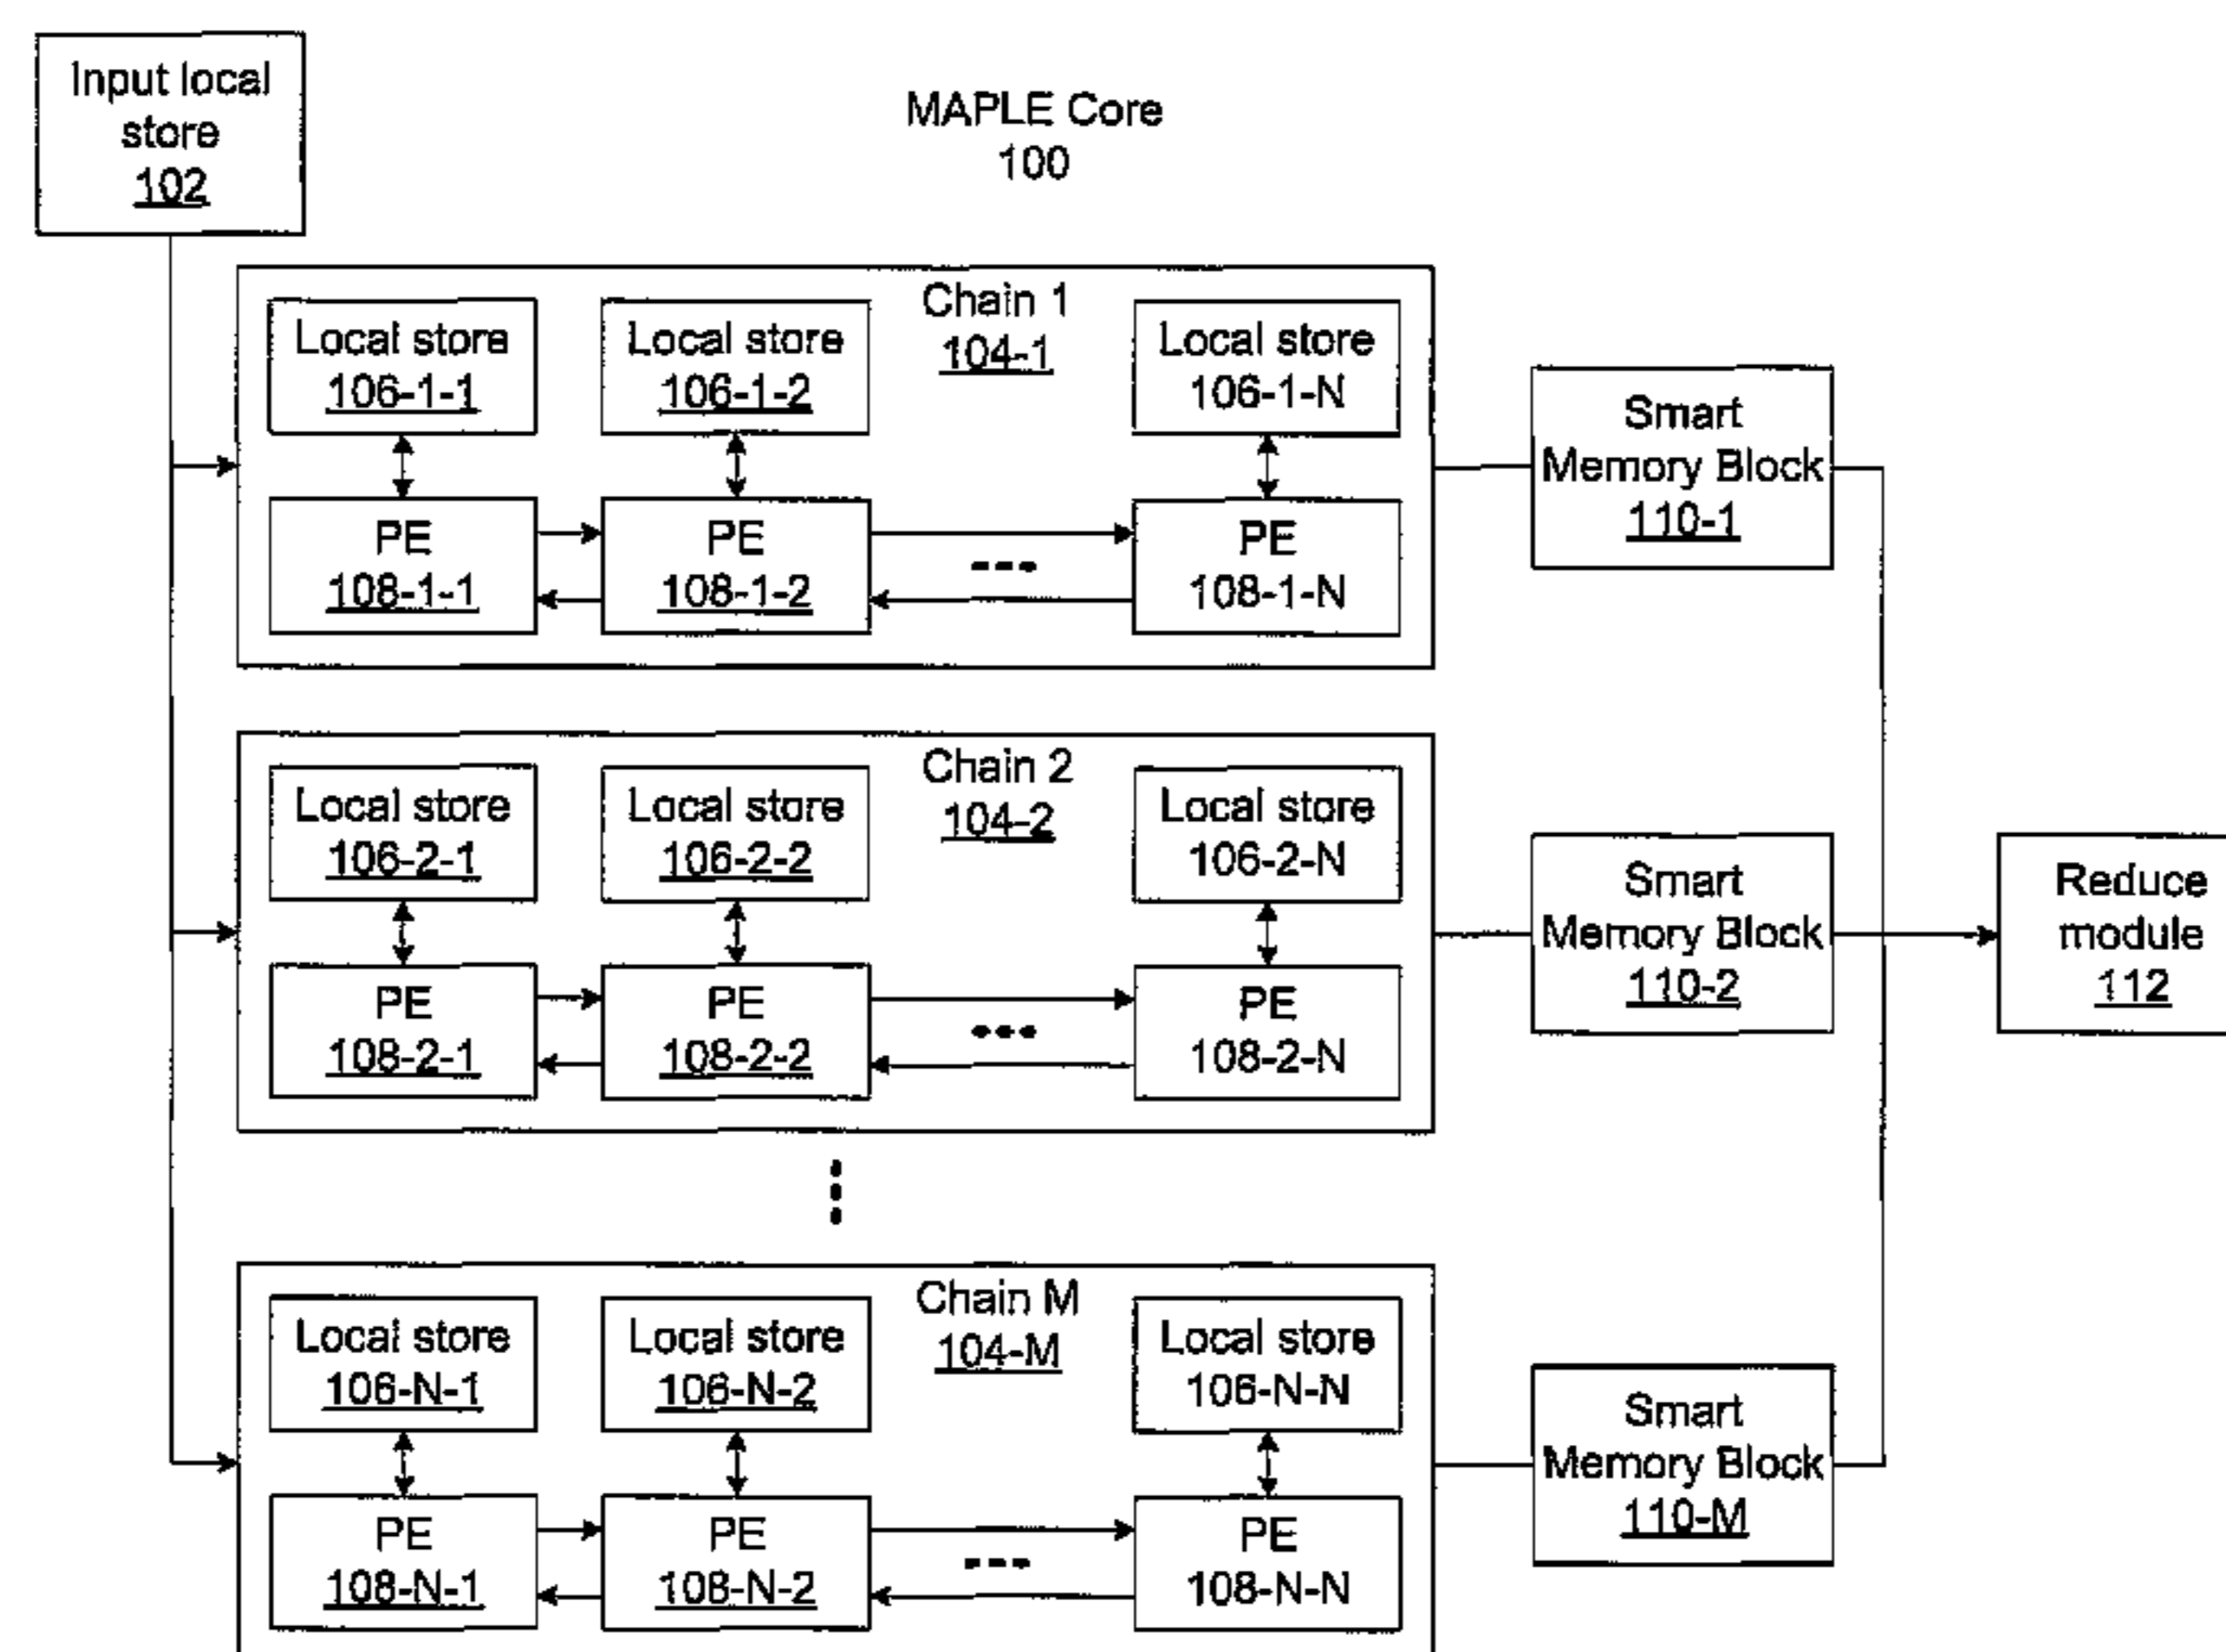 Input local
store
102
MAPLE Core
100
Chain 1
104-1
Local store
106-1-1
Local store
106-1-2
Local store
106-1-N
PE
108-1-1
PE
108-1-2
PE
108-1-N
Smart
Memory Block
110-1
Chain 2
104-2
Local store
106-2-1
Local store
106-2-2
Local store
106-2-N
PE
108-2-1
PE
108-2-2
PE
108-2-N
Smart
Memory Block
110-2
Reduce
module
112
Chain M
104-M
Local store
106-N-1
Local store
106-N-2
Local store
106-N-N
PE
108-N-1
PE
108-N-2
PE
108-N-N
Smart
Memory Block
110-M